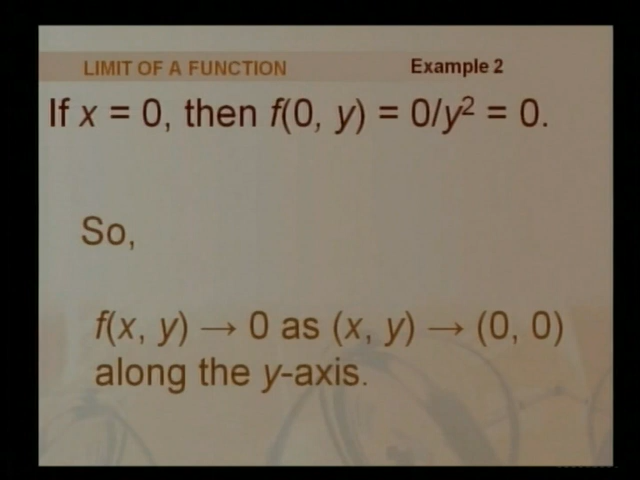 LIMIT OF A FUNCTION Example 2
If x = 0, then f(0, y) = 0/y² = 0.
So,
f(x, y) → 0 as (x, y) → (0, 0)
along the y-axis.